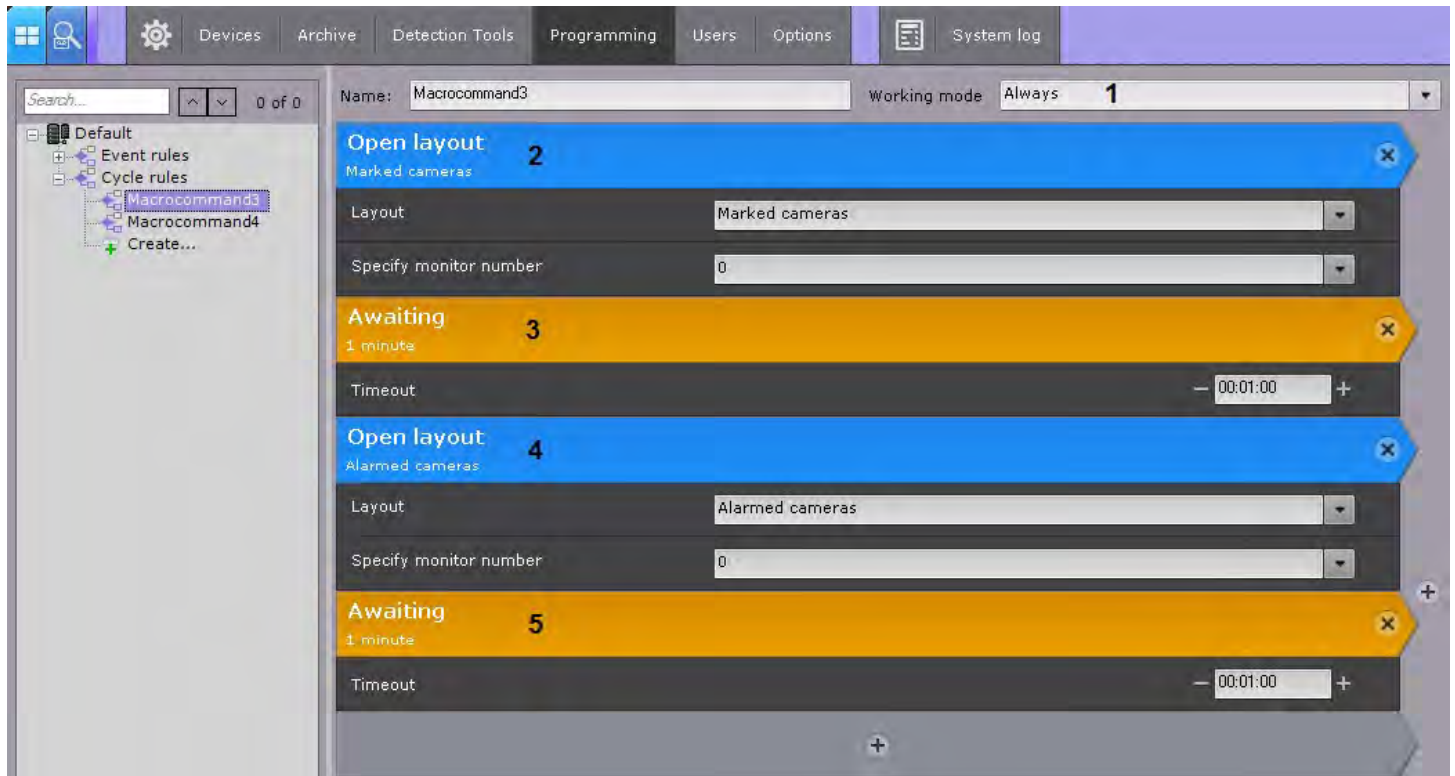 Devices Archive Detection Tools Programming Users Options System log
Search... 0 of 0
Default
Event rules
Cycle rules
Macrocommand3
Macrocommand4
Create...
Name: Macrocommand3 Working mode Always 1
Open layout 2
Marked cameras
Layout Marked cameras
Specify monitor number 0
Awaiting 3
1 minute
Timeout 00:01:00
Open layout 4
Alarmed cameras
Layout Alarmed cameras
Specify monitor number 0
Awaiting 5
1 minute
Timeout 00:01:00